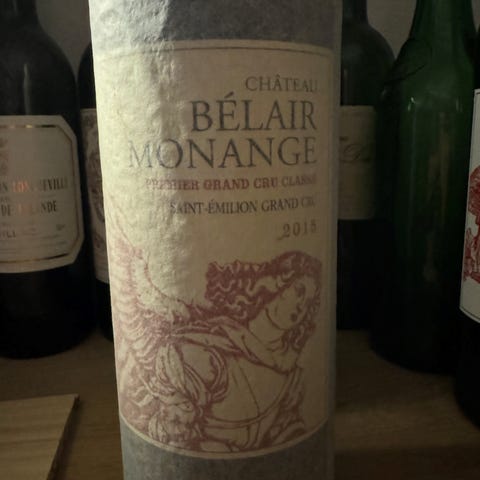 CHÂTEAU
BÉLAIR
MONANGE
PREMIER GRAND CRU CLASSÉ
SAINT-ÉMILION GRAND CRU
2015